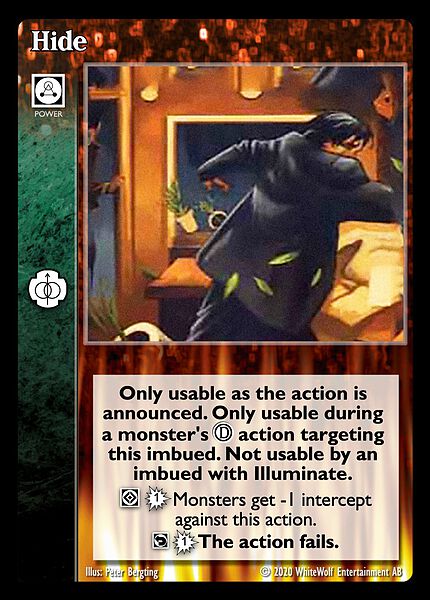 Hide
POWER
Only usable as the action is
announced. Only usable during
a monster's Ⓓ action targeting
this imbued. Not usable by an
imbued with Illuminate.
1 Monsters get -1 intercept
against this action.
1 The action fails.
Illus: Peter Bergting © 2020 WhiteWolf Entertainment AB